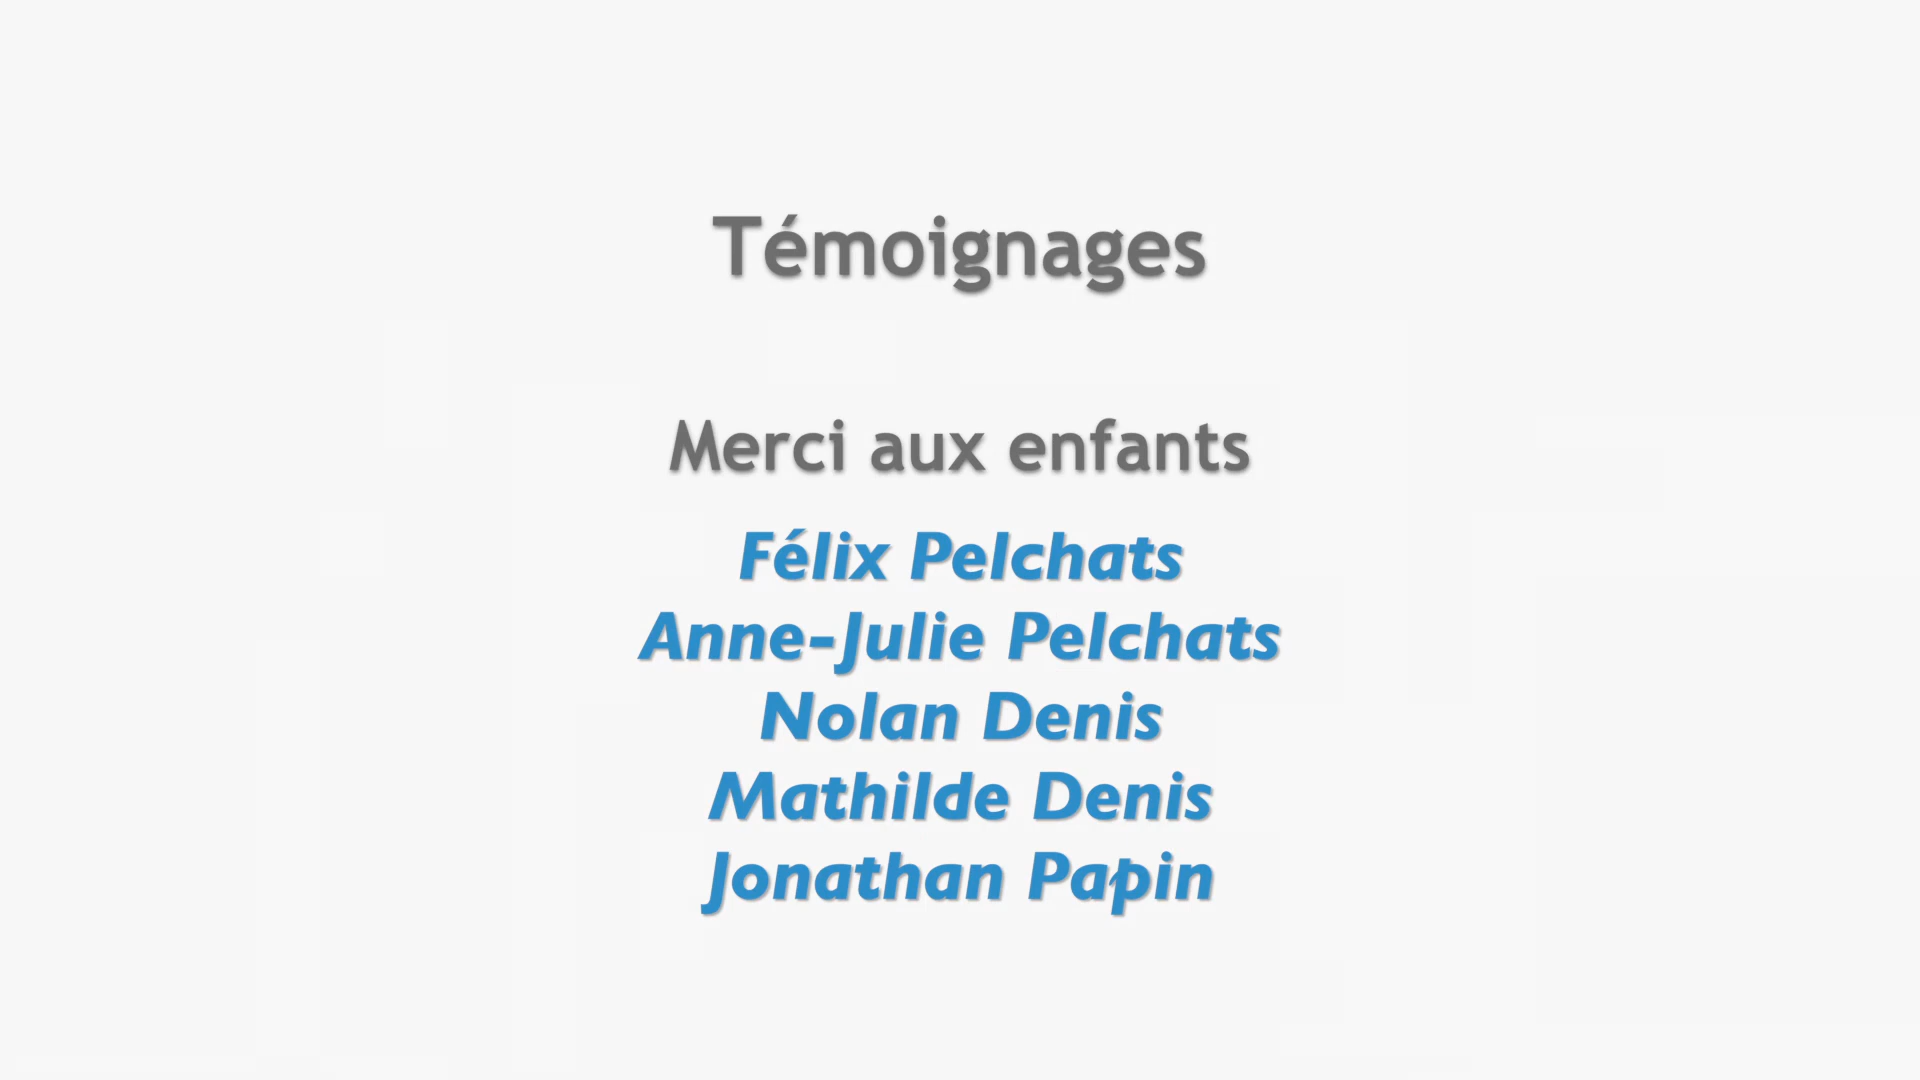 Témoignages
Merci aux enfants
Félix Pelchats
Anne-Julie Pelchats
Nolan Denis
Mathilde Denis
Jonathan Papin